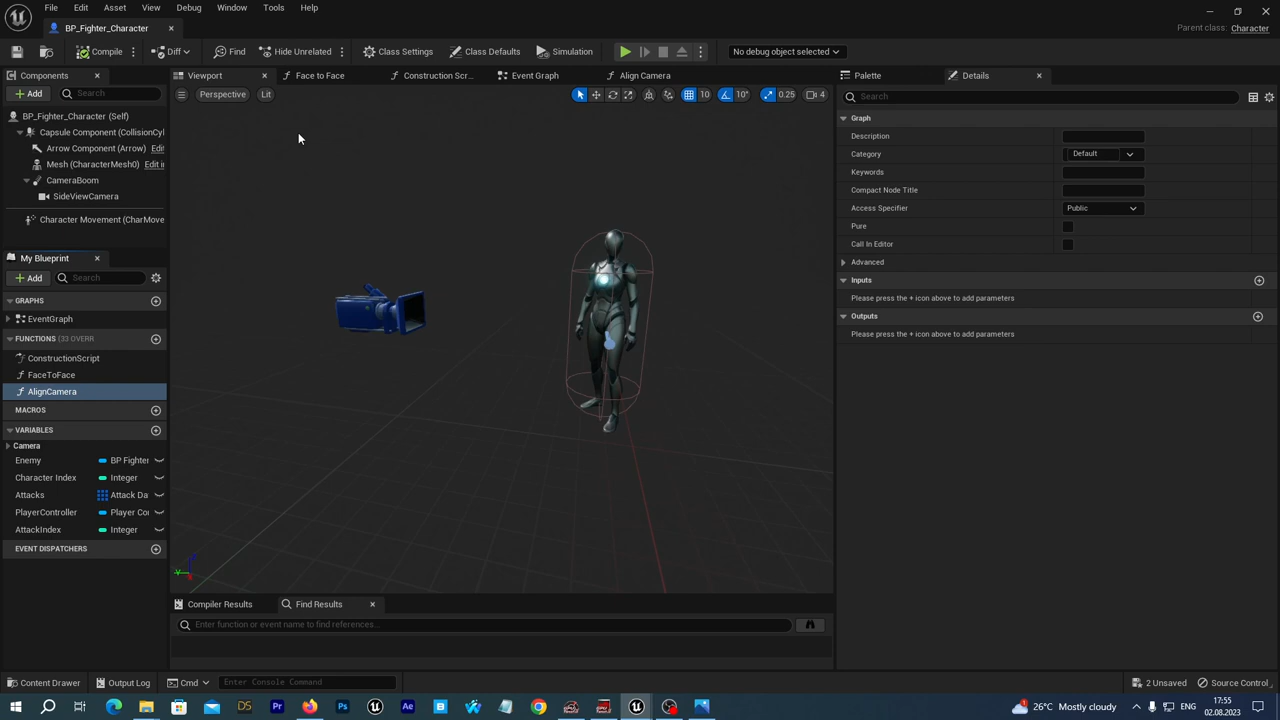 File Edit Asset View Debug Window Tools Help
BP_Fighter_Character
Parent class: Character
Compile Diff Find Hide Unrelated Class Settings Class Defaults Simulation No debug object selected
Components Viewport Face to Face Construction Scr... Event Graph Align Camera Palette Details
Add Search Perspective Lit 10 10° 0.25 4 Search
BP_Fighter_Character (Self)
Capsule Component (CollisionCyl
Arrow Component (Arrow) Edit
Mesh (CharacterMesh0) Edit in
CameraBoom
SideViewCamera
Character Movement (CharMove
My Blueprint
Add Search
GRAPHS
EventGraph
FUNCTIONS (33 OVERR
ConstructionScript
FaceToFace
AlignCamera
MACROS
VARIABLES
Camera
Enemy BP Fighter
Character Index Integer
Attacks Attack Da
PlayerController Player Co
AttackIndex Integer
EVENT DISPATCHERS
Graph
Description
Category Default
Keywords
Compact Node Title
Access Specifier Public
Pure
Call In Editor
Advanced
Inputs
Please press the + icon above to add parameters
Outputs
Please press the + icon above to add parameters
Compiler Results Find Results
Enter function or event name to find references...
Content Drawer Output Log Cmd Enter Console Command 2 Unsaved Source Control
26°C Mostly cloudy
17:55
02.08.2023